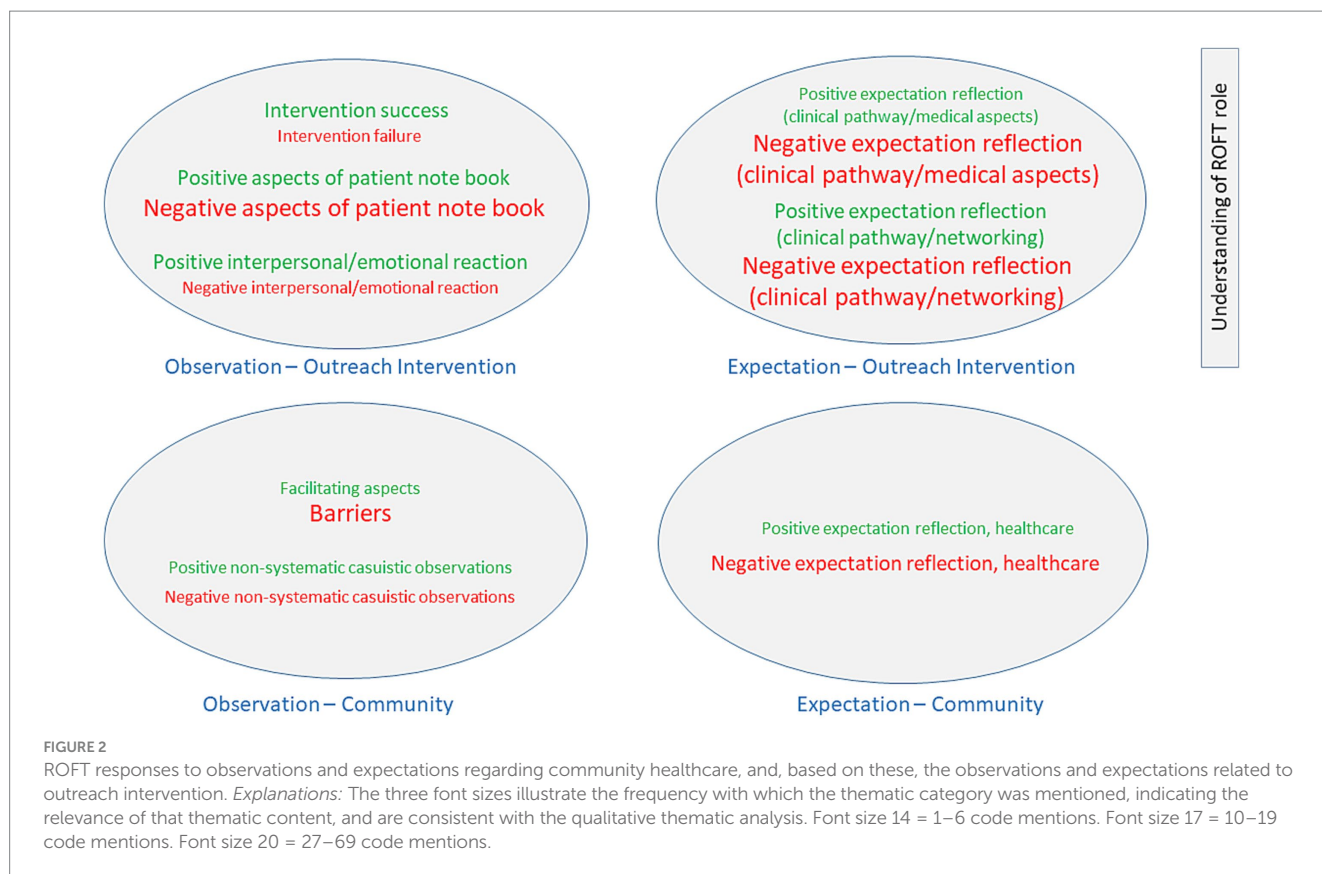 Intervention success
Intervention failure
Positive aspects of patient note book
Negative aspects of patient note book
Positive interpersonal/emotional reaction
Negative interpersonal/emotional reaction
Observation – Outreach Intervention
Positive expectation reflection
(clinical pathway/medical aspects)
Negative expectation reflection
(clinical pathway/medical aspects)
Positive expectation reflection
(clinical pathway/networking)
Negative expectation reflection
(clinical pathway/networking)
Expectation – Outreach Intervention
Understanding of ROFT role
Facilitating aspects
Barriers
Positive non-systematic casuistic observations
Negative non-systematic casuistic observations
Observation – Community
Positive expectation reflection, healthcare
Negative expectation reflection, healthcare
Expectation – Community
FIGURE 2
ROFT responses to observations and expectations regarding community healthcare, and, based on these, the observations and expectations related to
outreach intervention. Explanations: The three font sizes illustrate the frequency with which the thematic category was mentioned, indicating the
relevance of that thematic content, and are consistent with the qualitative thematic analysis. Font size 14 = 1–6 code mentions. Font size 17 = 10–19
code mentions. Font size 20 = 27–69 code mentions.